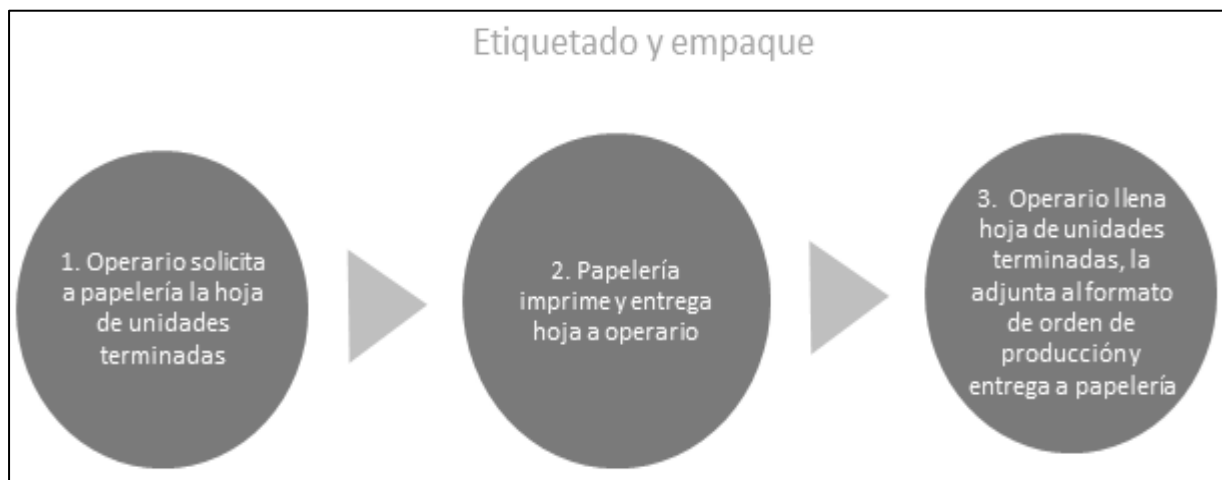 Etiquetado y empaque
1. Operario solicita
a papelería la hoja
de unidades
terminadas
2. Papelería
imprime y entrega
hoja a operario
3. Operario llena
hoja de unidades
terminadas, la
adjunta al formato
de orden de
producción y
entrega a papelería